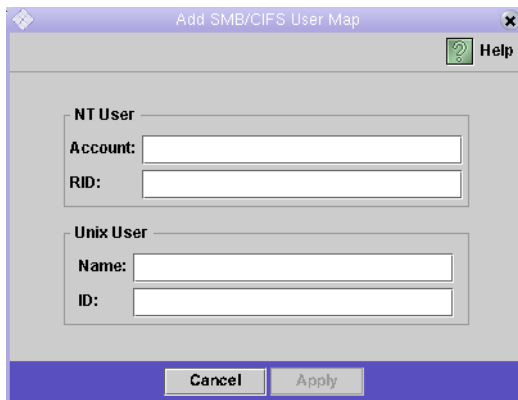 Add SMB/CIFS User Map
Help
NT User
Account:
RID:
Unix User
Name:
ID:
Cancel
Apply